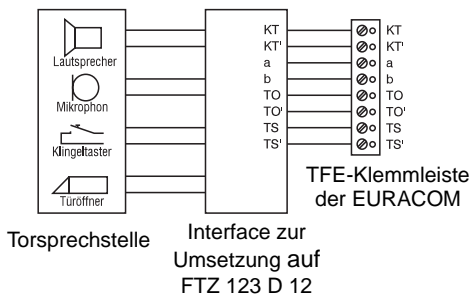 Lautsprecher
Mikrophon
Klingeltaster
Türöffner
Torsprechstelle
KT
KT'
a
b
TO
TO'
TS
TS'
Interface zur
Umsetzung auf
FTZ 123 D 12
KT
KT'
a
b
TO
TO'
TS
TS'
TFE-Klemmleiste
der EURACOM